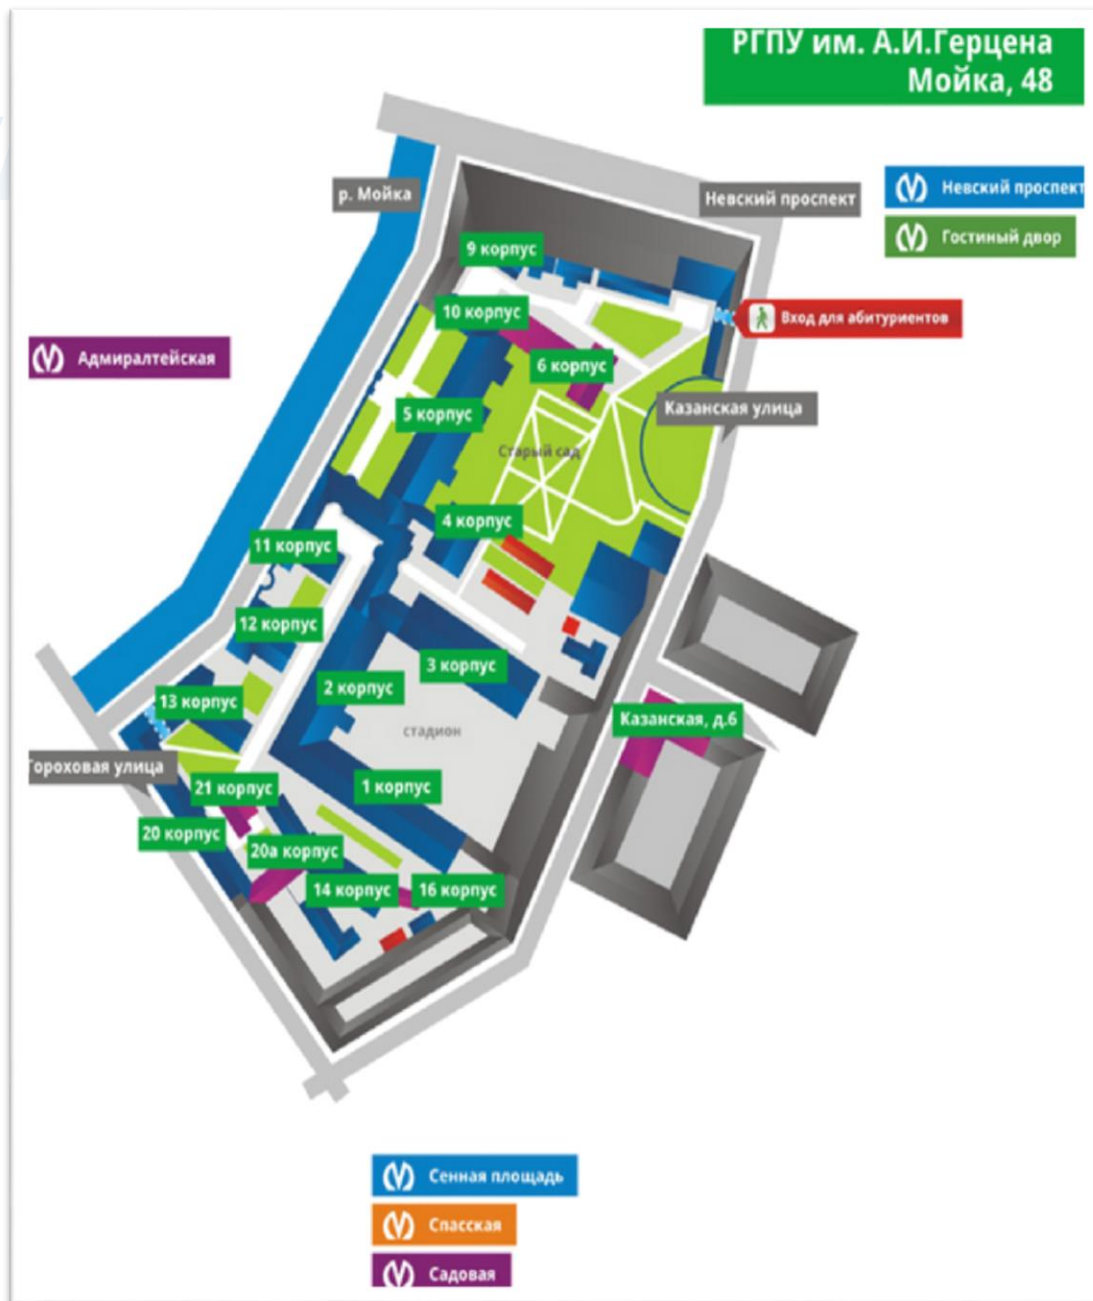 РГПУ им. А.И.Герцена
Мойка, 48
р. Мойка
Невский проспект
Невский проспект
Гостиный двор
9 корпус
10 корпус
Вход для абитуриентов
Адмиралтейская
6 корпус
5 корпус
Казанская улица
Старый сад
4 корпус
11 корпус
12 корпус
3 корпус
2 корпус
13 корпус
Казанская, д.6
стадион
Гороховая улица
21 корпус
1 корпус
20 корпус
20а корпус
14 корпус
16 корпус
Сенная площадь
Спасская
Садовая